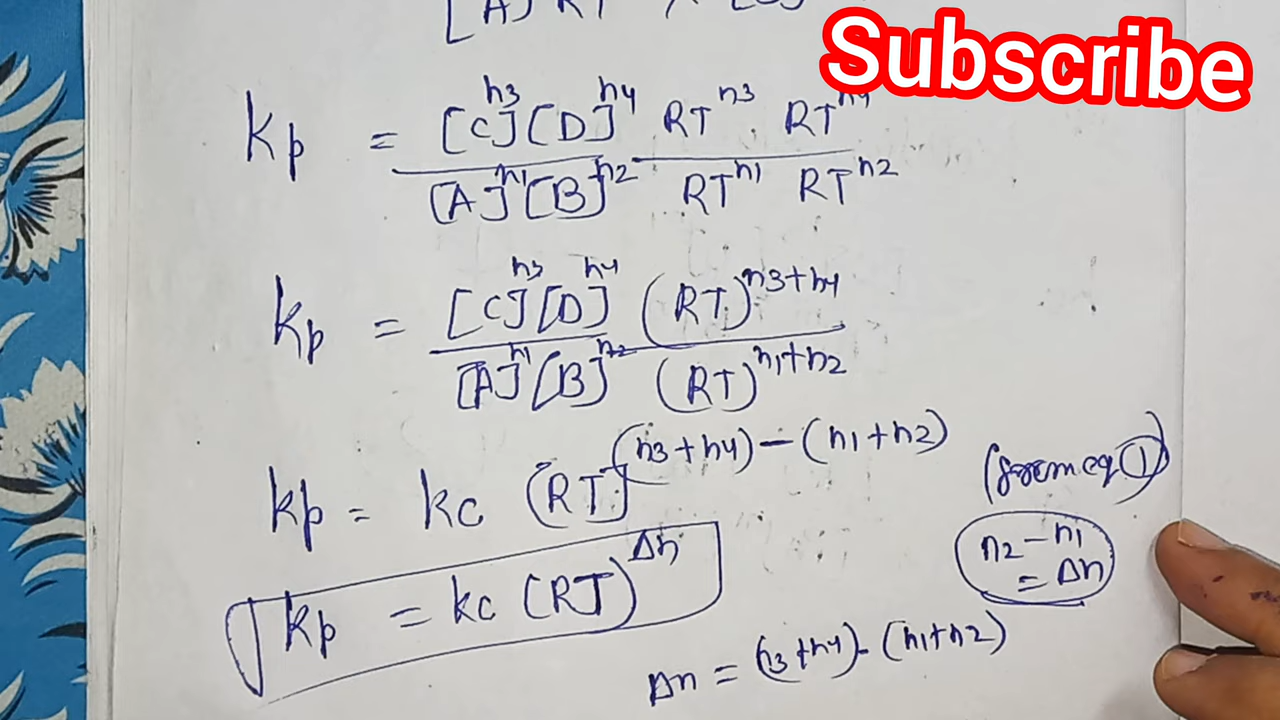 Subscribe
Kp = [C]^n3 [D]^n4 RT^n3 RT^n4 / [A]^n1 [B]^n2 RT^n1 RT^n2
Kp = [C]^n3 [D]^n4 (RT)^n3+n4 / [A]^n1 [B]^n2 (RT)^n1+n2
kp = kc (RT)^(n3+n4)-(n1+n2)
(from eq ①)
kp = kc (RT)^Δn
n2 - n1
= Δn
Δn = (n3+n4) - (n1+n2)